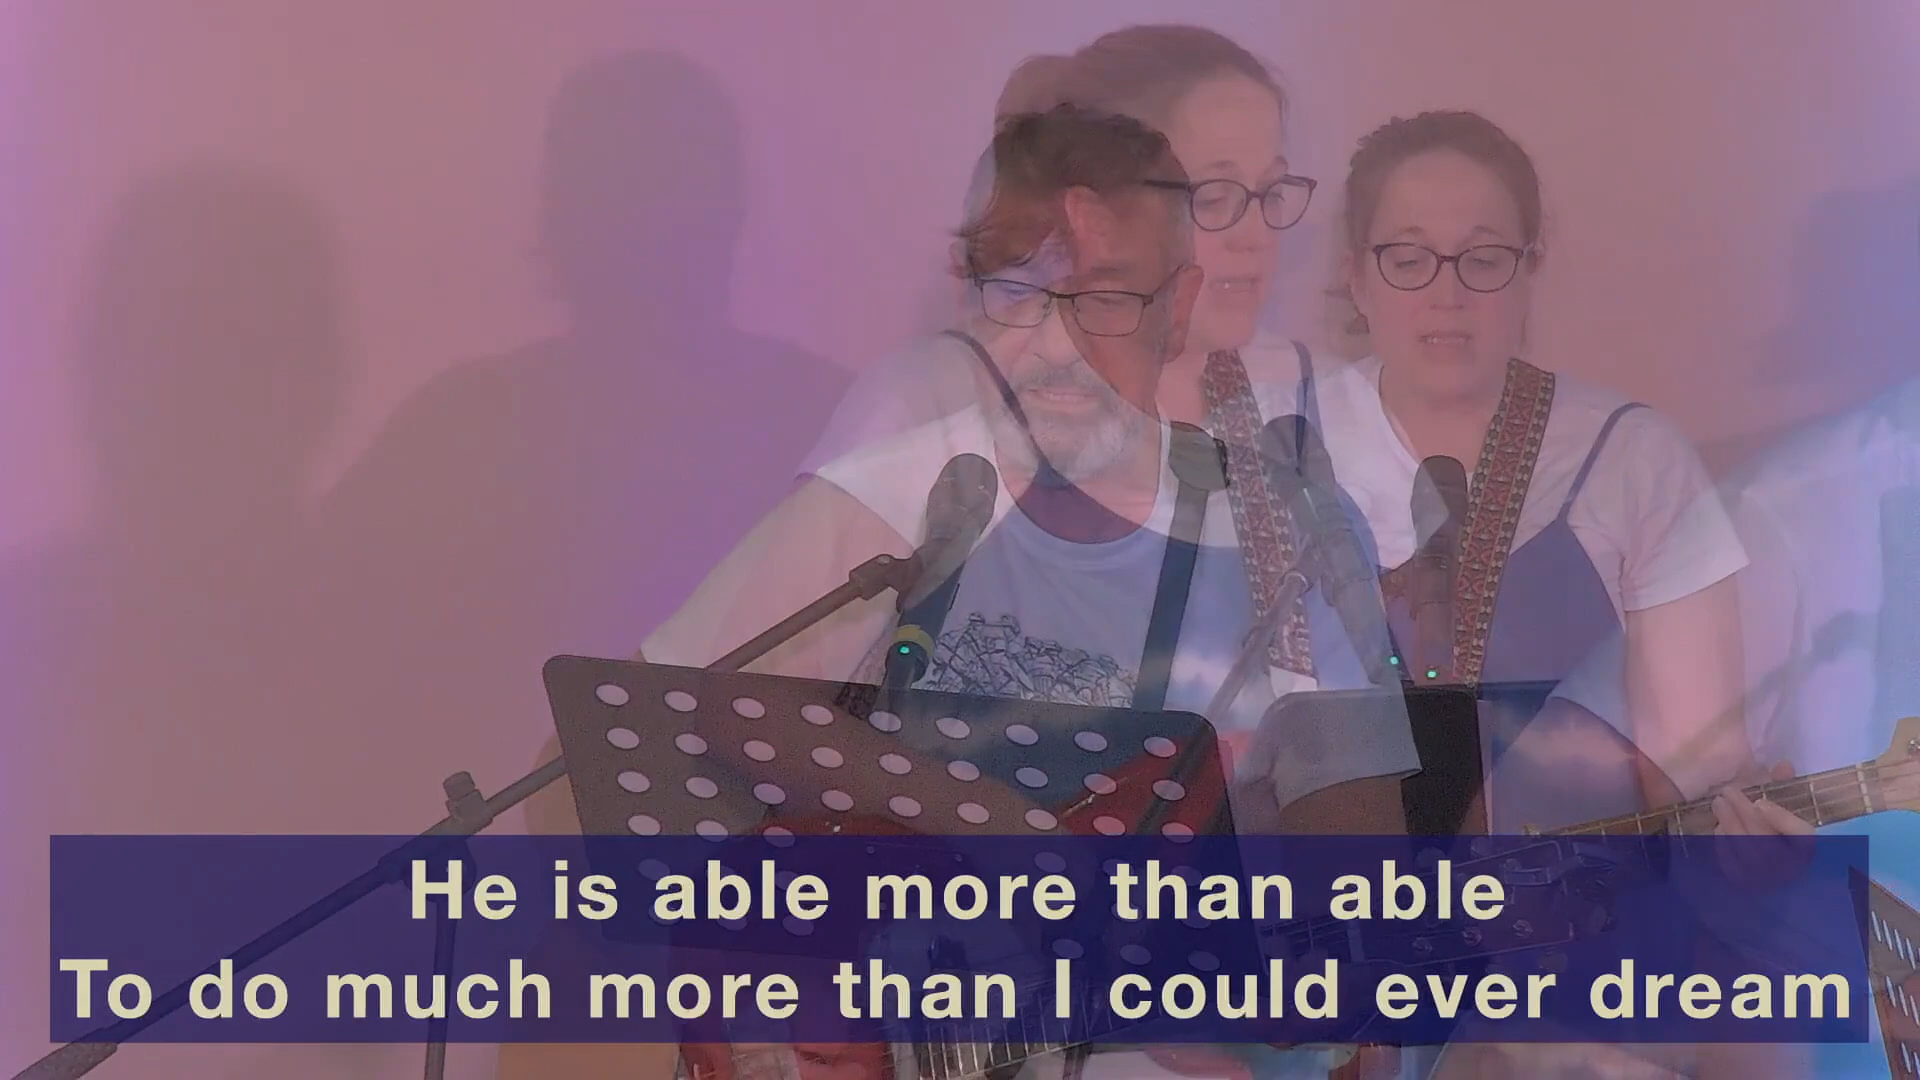 He is able more than able
To do much more than I could ever dream